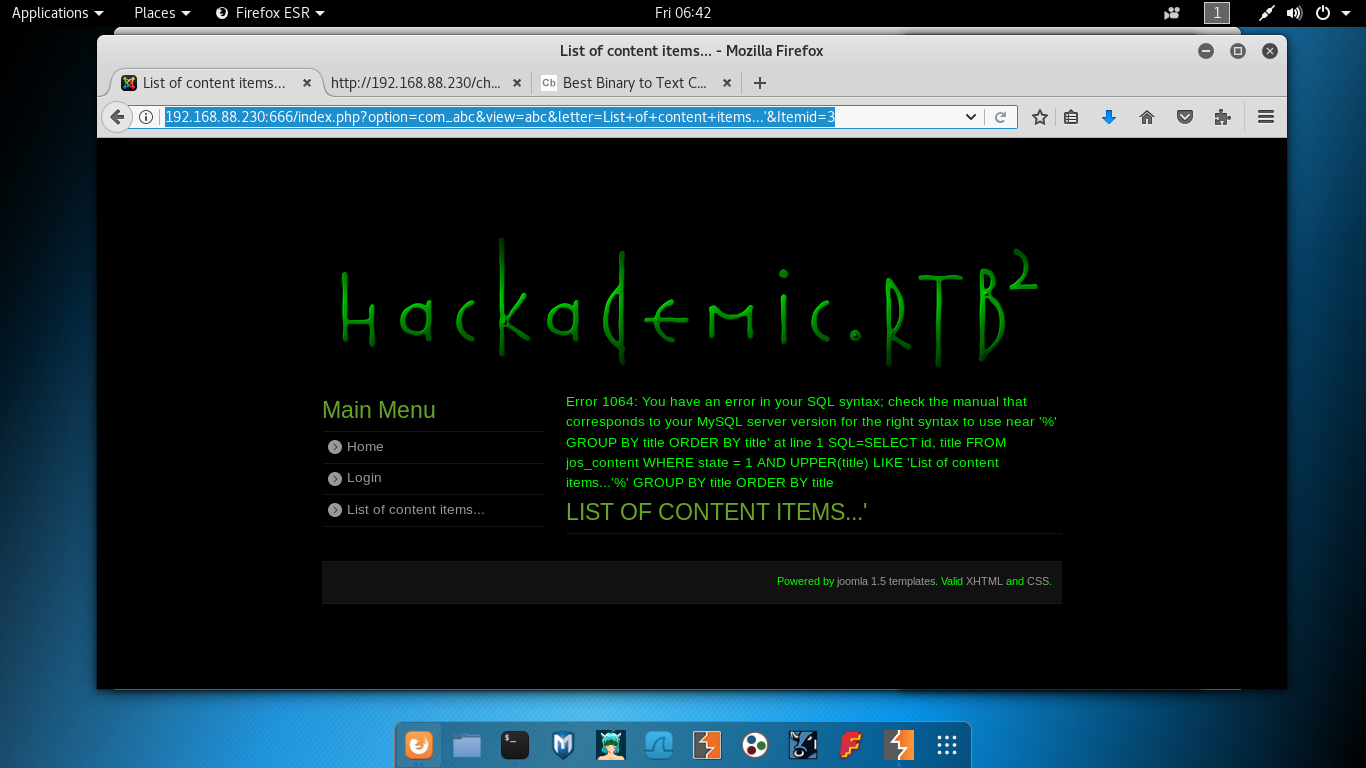 Applications Places Firefox ESR Fri 06:42 1
List of content items... - Mozilla Firefox
List of content items... http://192.168.88.230/ch... Cb Best Binary to Text C...
192.168.88.230:666/index.php?option=com_abc&view=abc&letter=List+of+content+items...'&Itemid=3
hackademic.RTB2
Main Menu
Home
Login
List of content items...
Error 1064: You have an error in your SQL syntax; check the manual that
corresponds to your MySQL server version for the right syntax to use near '%'
GROUP BY title ORDER BY title' at line 1 SQL=SELECT id, title FROM
jos_content WHERE state = 1 AND UPPER(title) LIKE 'List of content
items...'%' GROUP BY title ORDER BY title
LIST OF CONTENT ITEMS...'
Powered by joomla 1.5 templates. Valid XHTML and CSS.